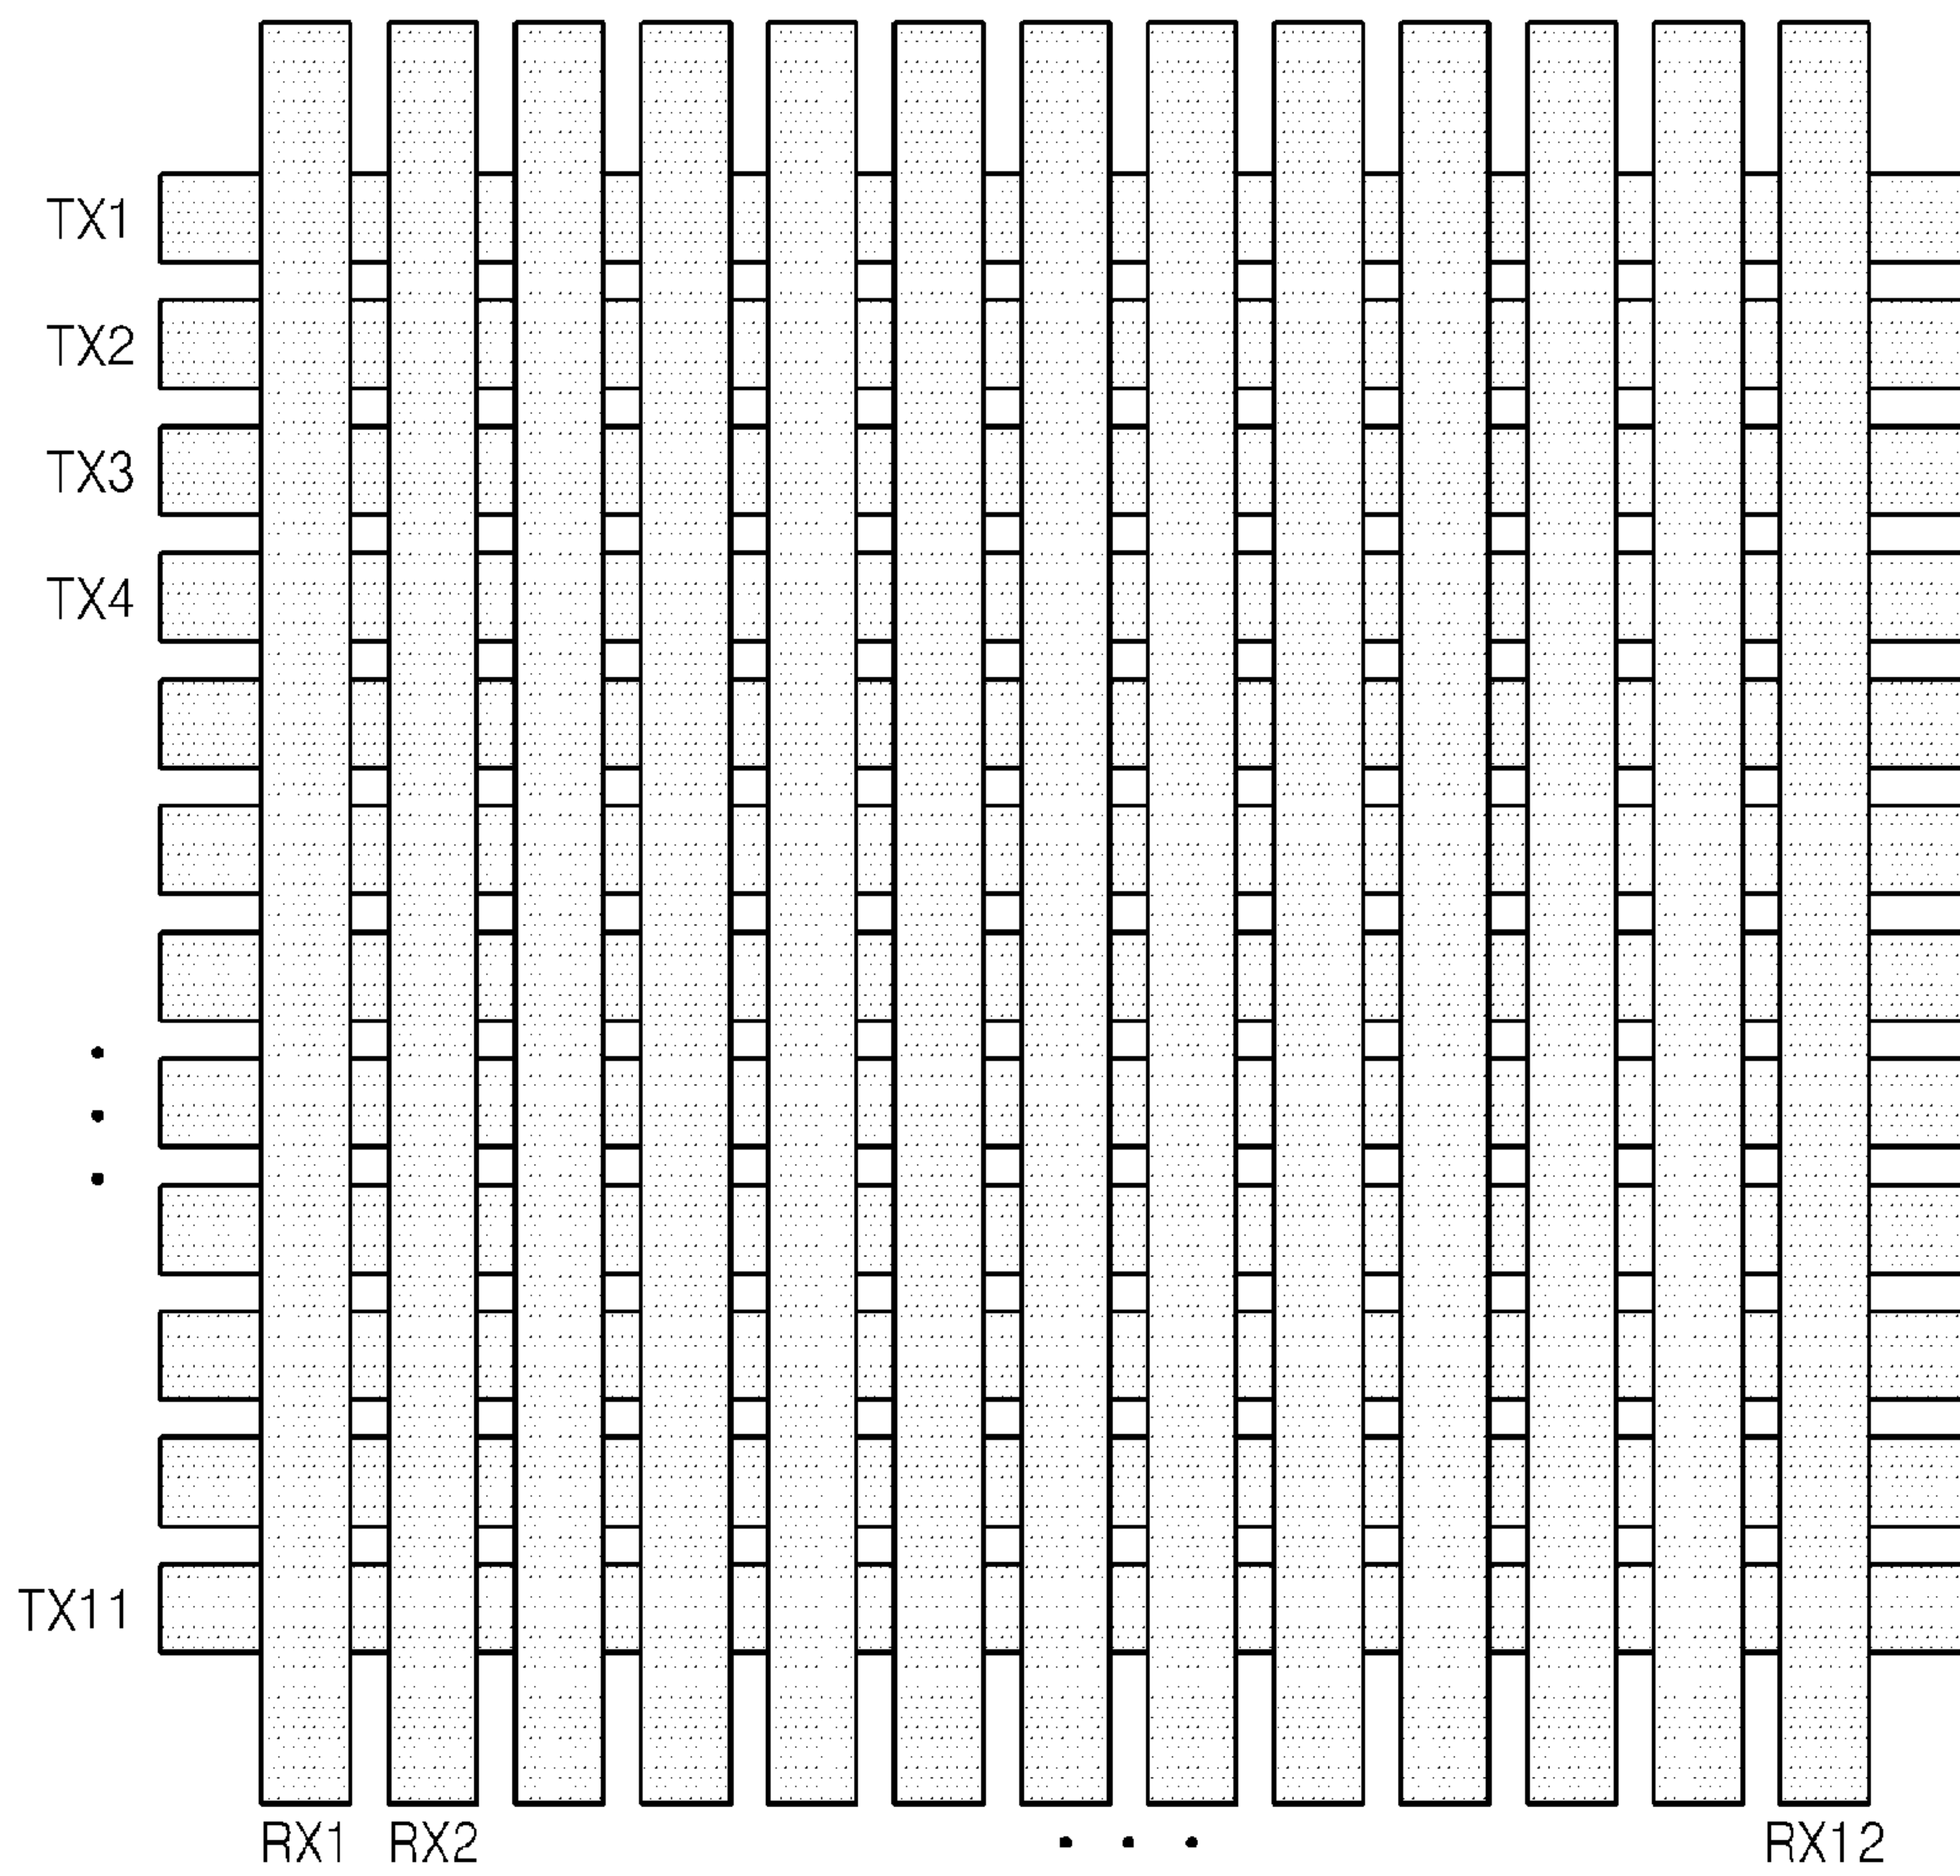 TX1
TX2
TX3
TX4
TX11
RX1 RX2 . . . RX12